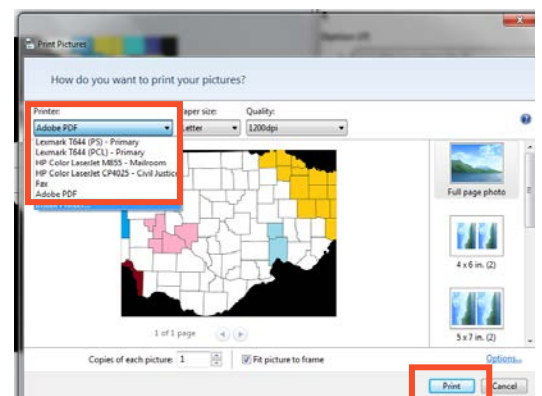 Print Pictures
How do you want to print your pictures?
Printer:
Paper size:
Quality:
Adobe PDF
Letter
1200dpi
Lexmark T644 (PS) - Primary
Lexmark T644 (PCL) - Primary
HP Color LaserJet M855 - Mailroom
HP Color LaserJet CP4025 - Civil Justice
Fax
Adobe PDF
Full page photo
4 x 6 in. (2)
5 x 7 in. (2)
1 of 1 page
Copies of each picture: 1
Fit picture to frame
Options...
Print
Cancel